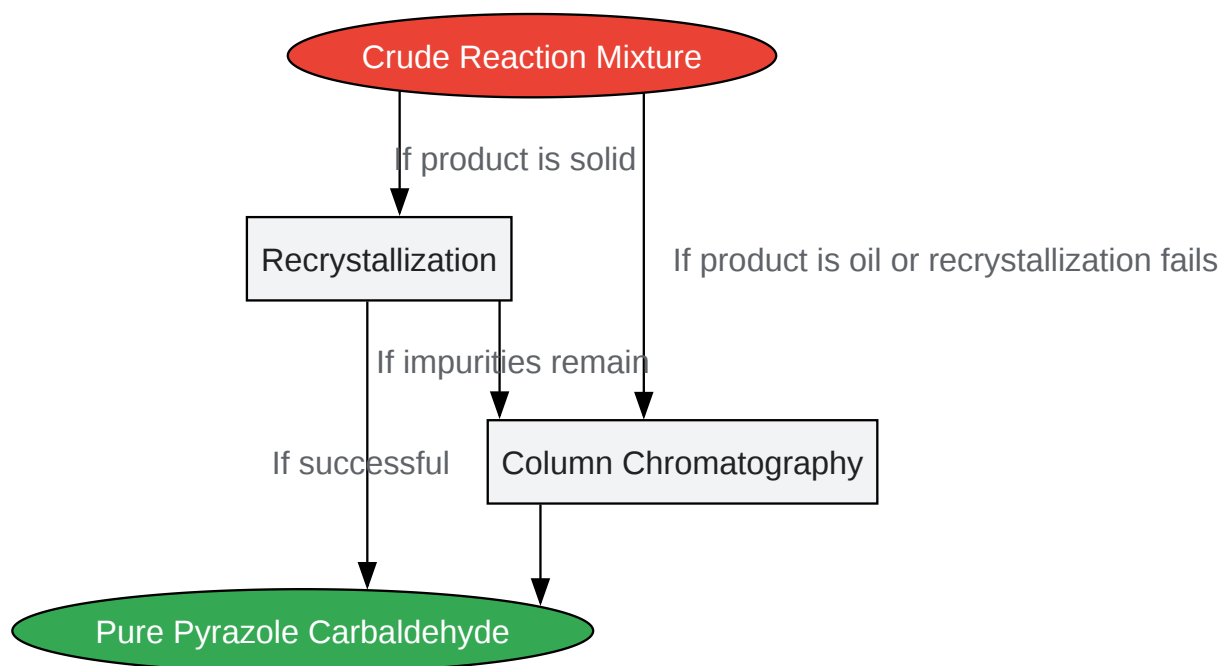 Crude Reaction Mixture
If product is solid
Recrystallization
If product is oil or recrystallization fails
If impurities remain
If successful
Column Chromatography
Pure Pyrazole Carbaldehyde